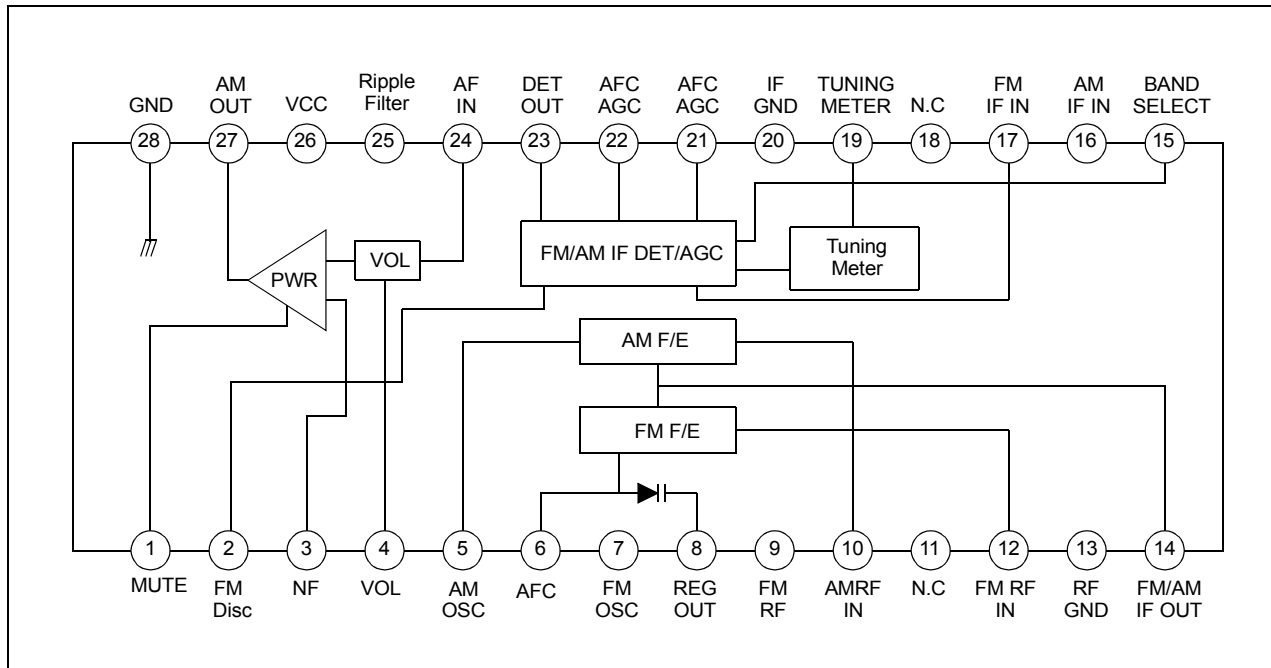 GND
AM
OUT
VCC
Ripple
Filter
AF
IN
DET
OUT
AFC
AGC
AFC
AGC
IF
GND
TUNING
METER
N.C
FM
IF IN
AM
IF IN
BAND
SELECT
28 27 26 25 24 23 22 21 20 19 18 17 16 15
PWR
VOL
FM/AM IF DET/AGC
Tuning
Meter
AM F/E
FM F/E
1 2 3 4 5 6 7 8 9 10 11 12 13 14
MUTE
FM
Disc
NF
VOL
AM
OSC
AFC
FM
OSC
REG
OUT
FM
RF
AMRF
IN
N.C
FM RF
IN
RF
GND
FM/AM
IF OUT